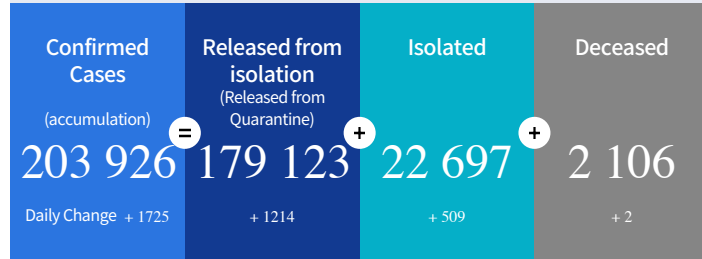 Confirmed
Cases
(accumulation)
203 926
Daily Change + 1725
=
Released from
isolation
(Released from
Quarantine)
179 123
+ 1214
+
Isolated
22 697
+ 509
+
Deceased
2 106
+ 2